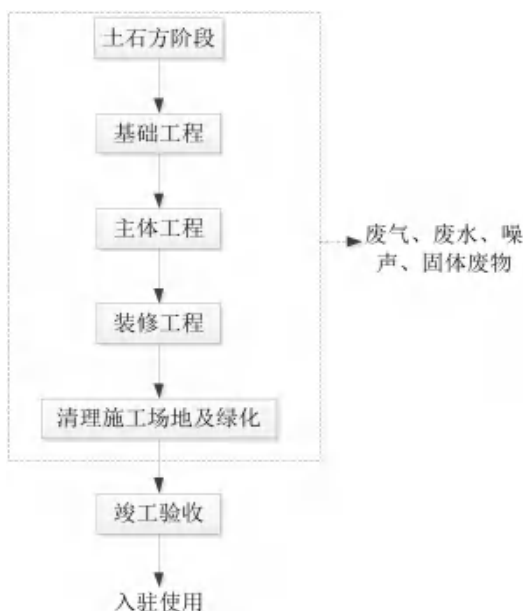 土石方阶段
基础工程
主体工程
废气、废水、噪
声、固体废物
装修工程
清理施工场地及绿化
竣工验收
入驻使用